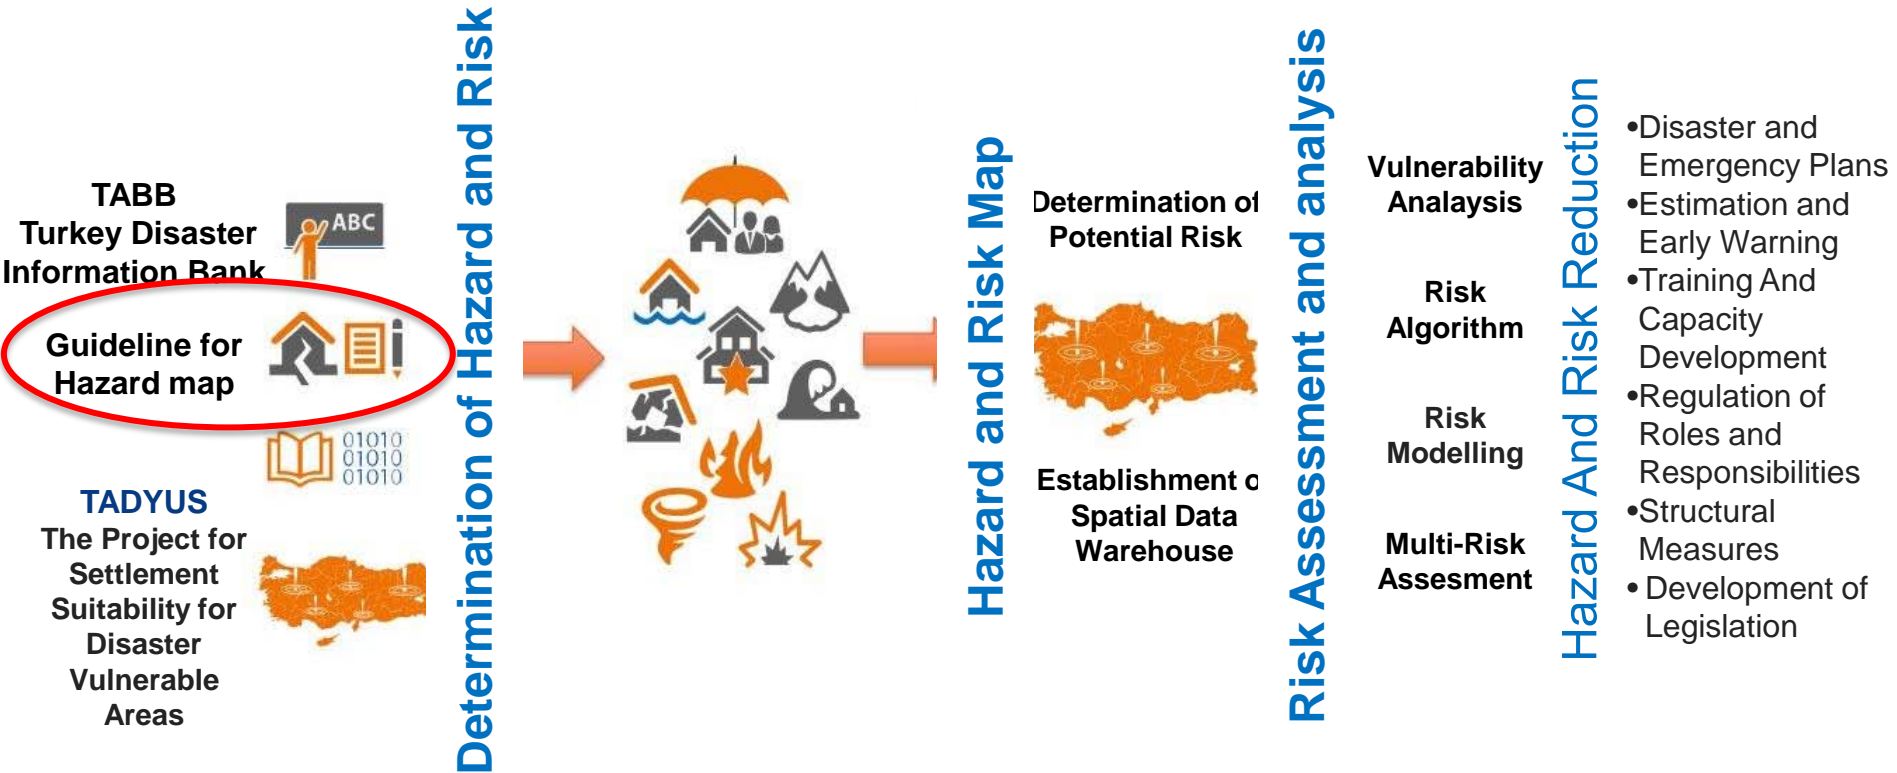 TABB
Turkey Disaster
Information Bank
ABC
Guideline for
Hazard map
01010
01010
01010
TADYUS
The Project for
Settlement
Suitability for
Disaster
Vulnerable
Areas
Determination of Hazard and Risk
Hazard and Risk Map
Determination of
Potential Risk
Establishment o
Spatial Data
Warehouse
Risk Assessment and analysis
Vulnerability
Analaysis
Risk
Algorithm
Risk
Modelling
Multi-Risk
Assesment
Hazard And Risk Reduction
•Disaster and
Emergency Plans
•Estimation and
Early Warning
•Training And
Capacity
Development
•Regulation of
Roles and
Responsibilities
•Structural
Measures
• Development of
Legislation